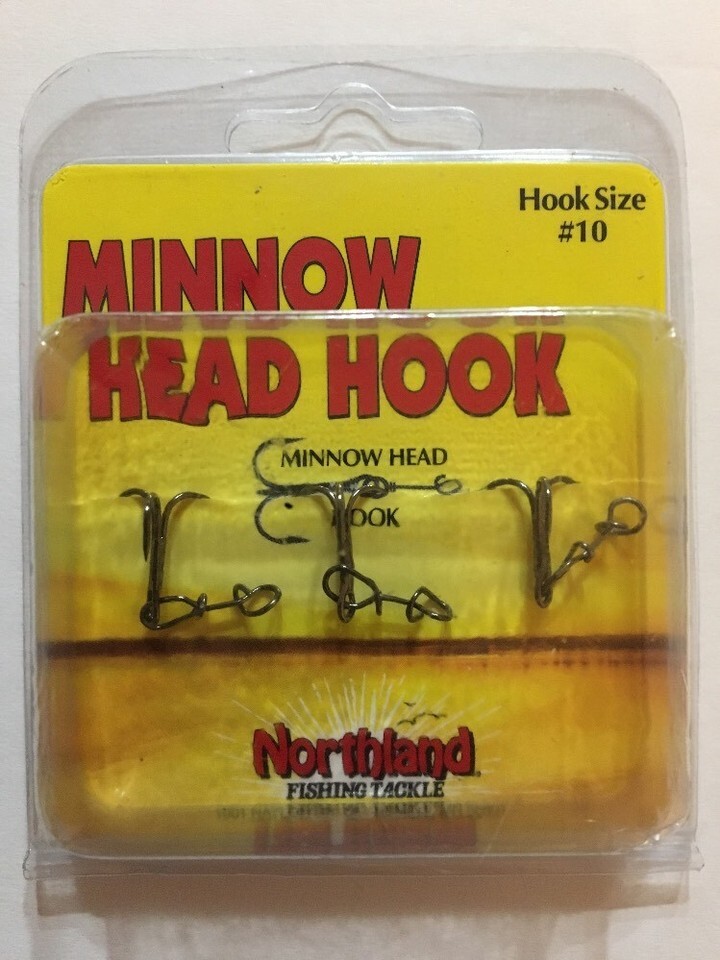 Hook Size
#10
MINNOW
HEAD HOOK
MINNOW HEAD
HOOK
Northland
FISHING TACKLE